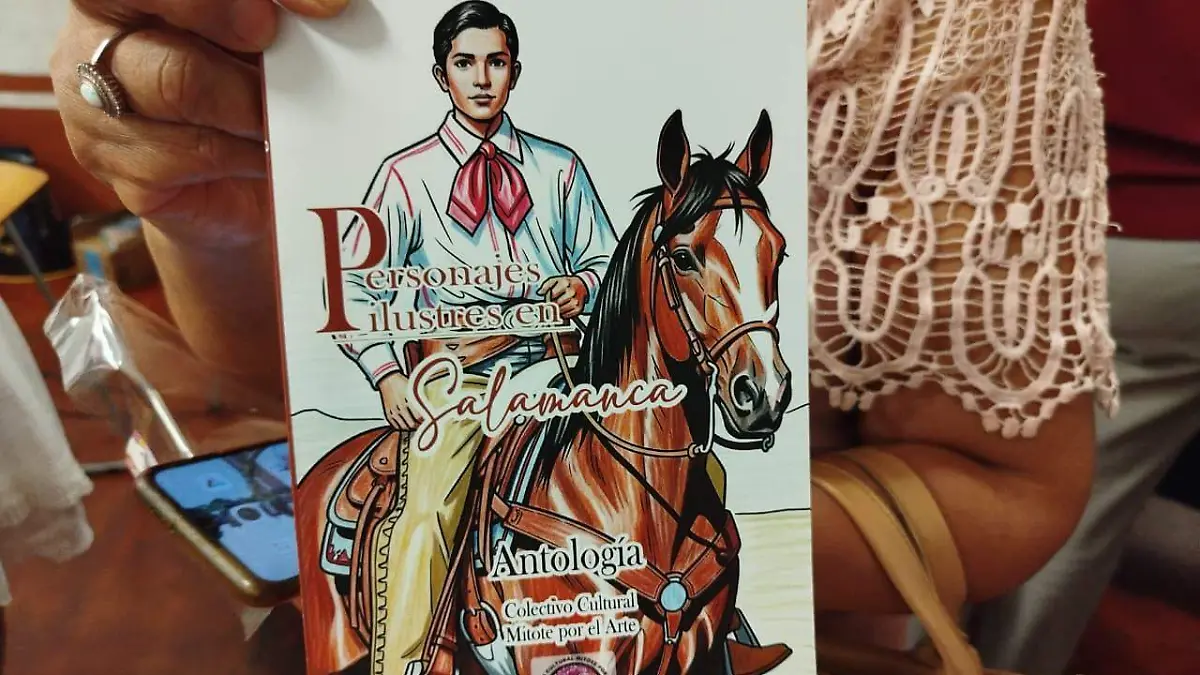 Personajes
ilustres en
Salamanca
Antología
Colectivo Cultural
Mitote por el Arte